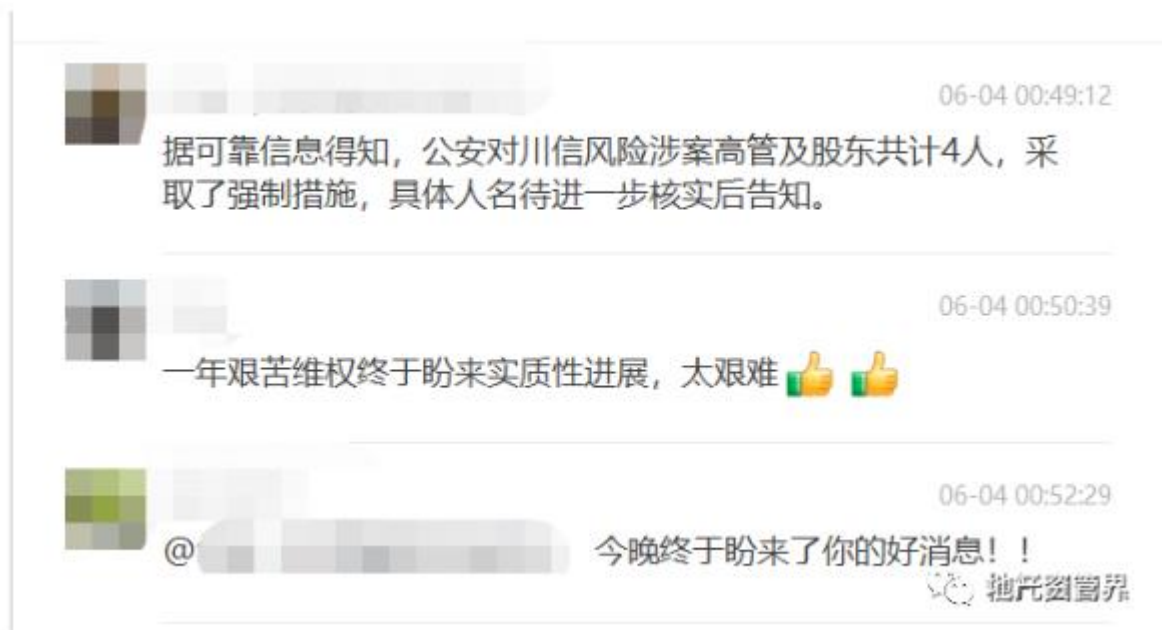 06-04 00:49:12
据可靠信息得知，公安对川信风险涉案高管及股东共计4人，采
取了强制措施，具体人名待进一步核实后告知。
06-04 00:50:39
一年艰苦维权终于盼来实质性进展，太艰难
06-04 00:52:29
@ 今晚终于盼来了你的好消息！！
资管界